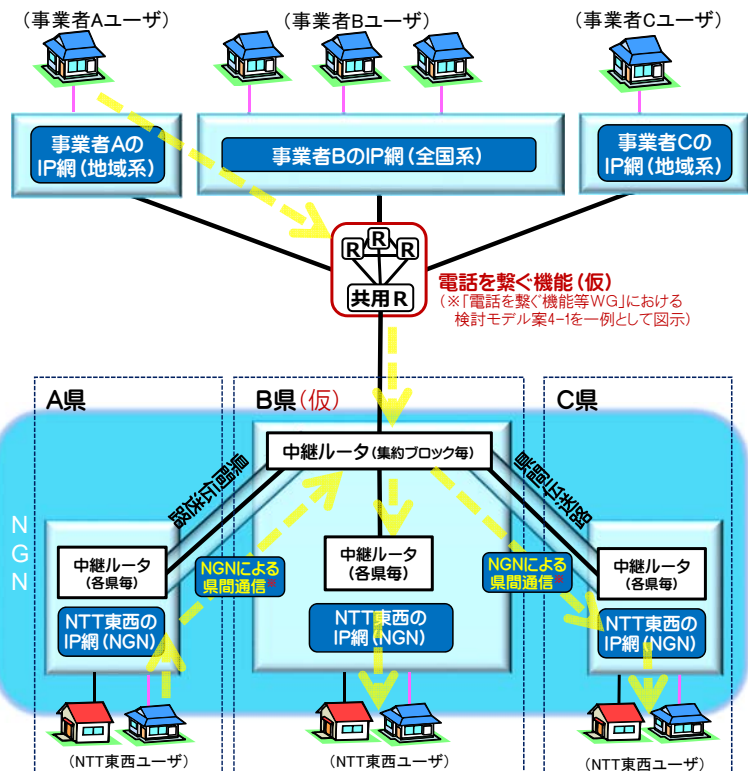 (事業者Aユーザ)
(事業者Bユーザ)
(事業者Cユーザ)
事業者Aの
IP網(地域系)
事業者BのIP網(全国系)
事業者Cの
IP網(地域系)
R
R
R
共用R
電話を繋ぐ機能(仮)
(※「電話を繋ぐ機能等WG」における
検討モデル案4-1を一例として図示)
A県
B県(仮)
C県
中継ルータ(集約ブロック毎)
県間伝送路
県間伝送路
NGN
中継ルータ
(各県毎)
NGNによる
県間通信※
中継ルータ
(各県毎)
NGNによる
県間通信※
中継ルータ
(各県毎)
NTT東西の
IP網(NGN)
NTT東西の
IP網(NGN)
NTT東西の
IP網(NGN)
(NTT東西ユーザ)
(NTT東西ユーザ)
(NTT東西ユーザ)